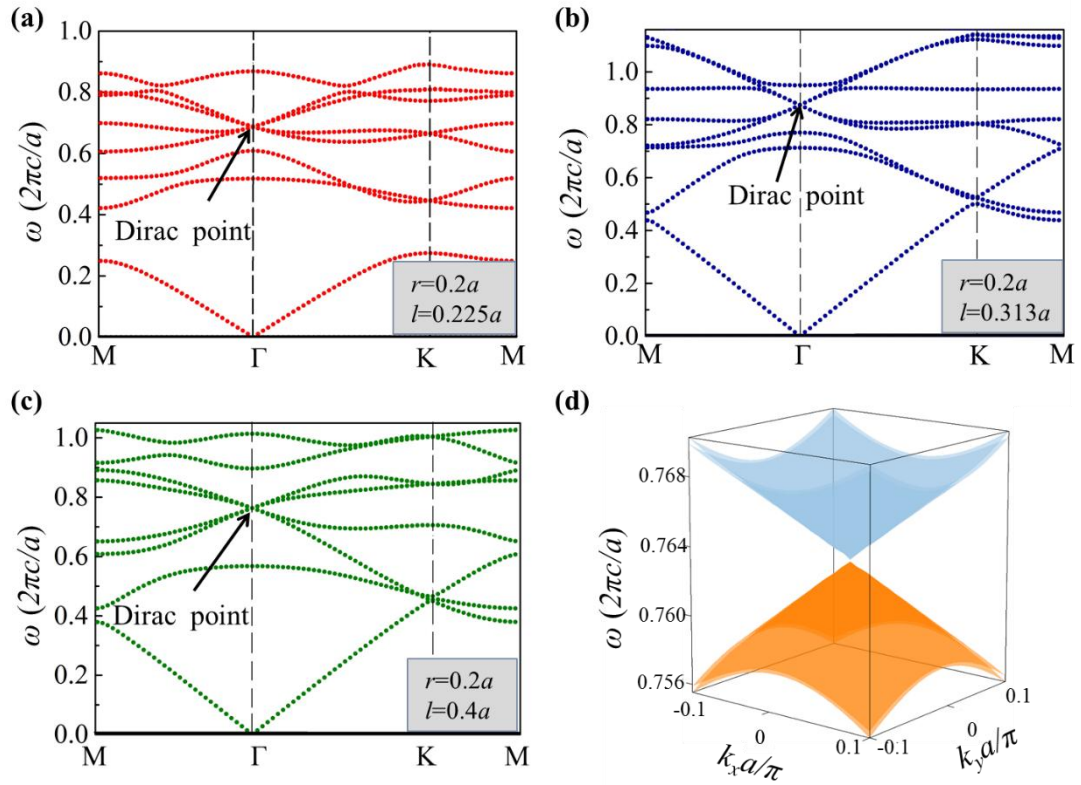 (a)
1.0
0.8
0.6
0.4
0.2
0.0
ω (2πc/a)
Dirac point
r=0.2a
l=0.225a
M
Γ
K
M
(b)
1.0
0.8
0.6
0.4
0.2
0.0
ω (2πc/a)
Dirac point
r=0.2a
l=0.313a
M
Γ
K
M
(c)
1.0
0.8
0.6
0.4
0.2
0.0
ω (2πc/a)
Dirac point
r=0.2a
l=0.4a
M
Γ
K
M
(d)
0.768
0.764
0.760
0.756
ω (2πc/a)
-0.1
0
0.1
kₓa/π
-0.1
0
0.1
k_y a/π